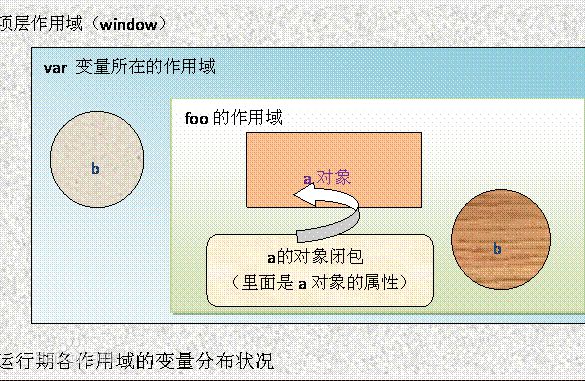 顶层作用域（window）
var 变量所在的作用域
foo 的作用域
a 对象
b
b
a的对象闭包
（里面是 a 对象的属性）
运行期各作用域的变量分布状况